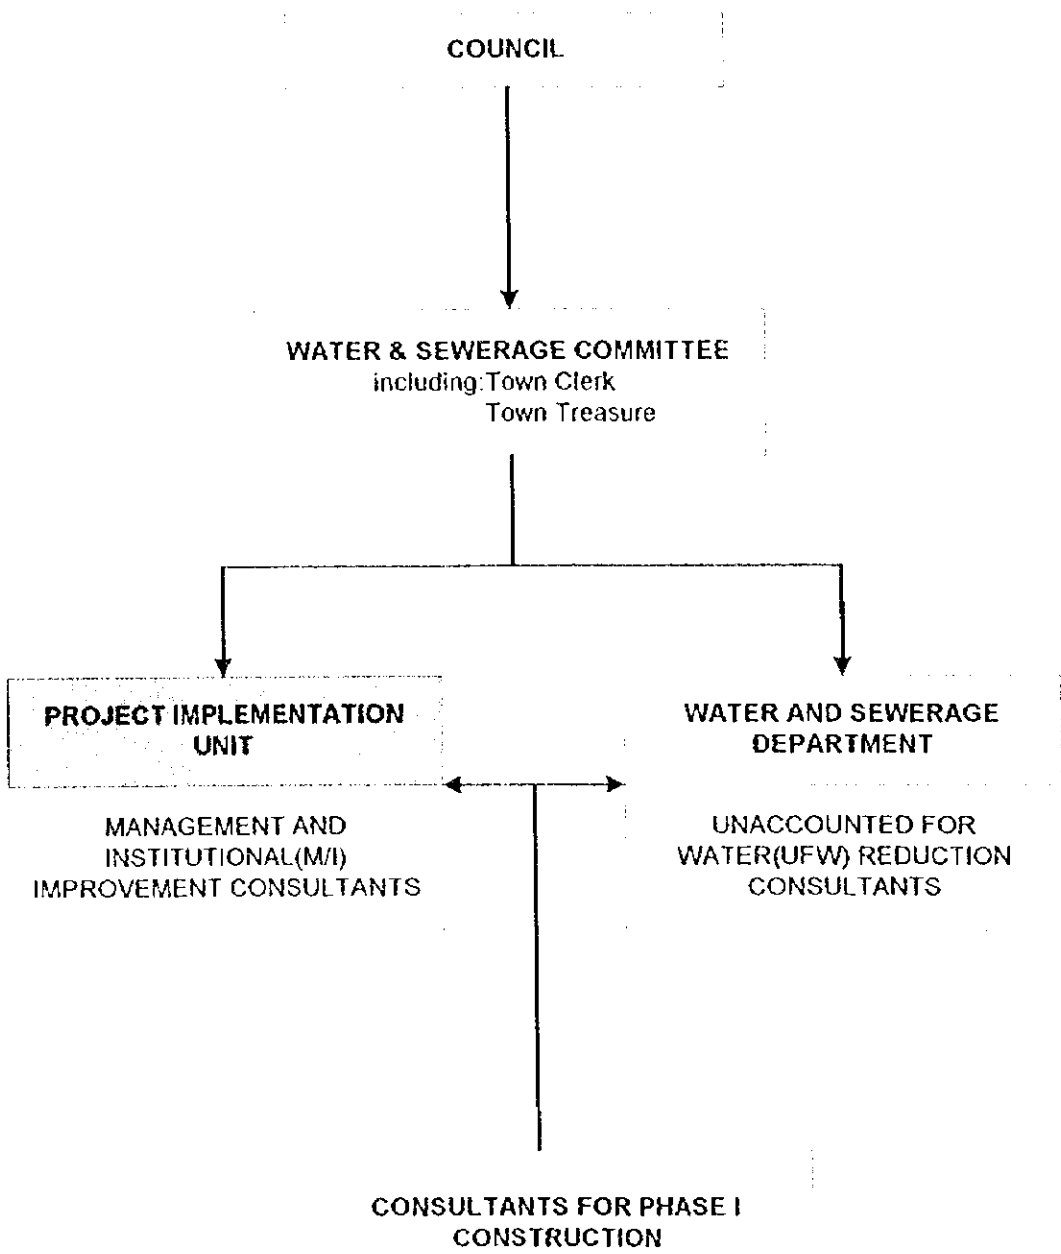 COUNCIL
WATER & SEWERAGE COMMITTEE
including:Town Clerk
Town Treasure
PROJECT IMPLEMENTATION
UNIT
WATER AND SEWERAGE
DEPARTMENT
MANAGEMENT AND
INSTITUTIONAL(M/I)
IMPROVEMENT CONSULTANTS
UNACCOUNTED FOR
WATER(UFW) REDUCTION
CONSULTANTS
CONSULTANTS FOR PHASE I
CONSTRUCTION